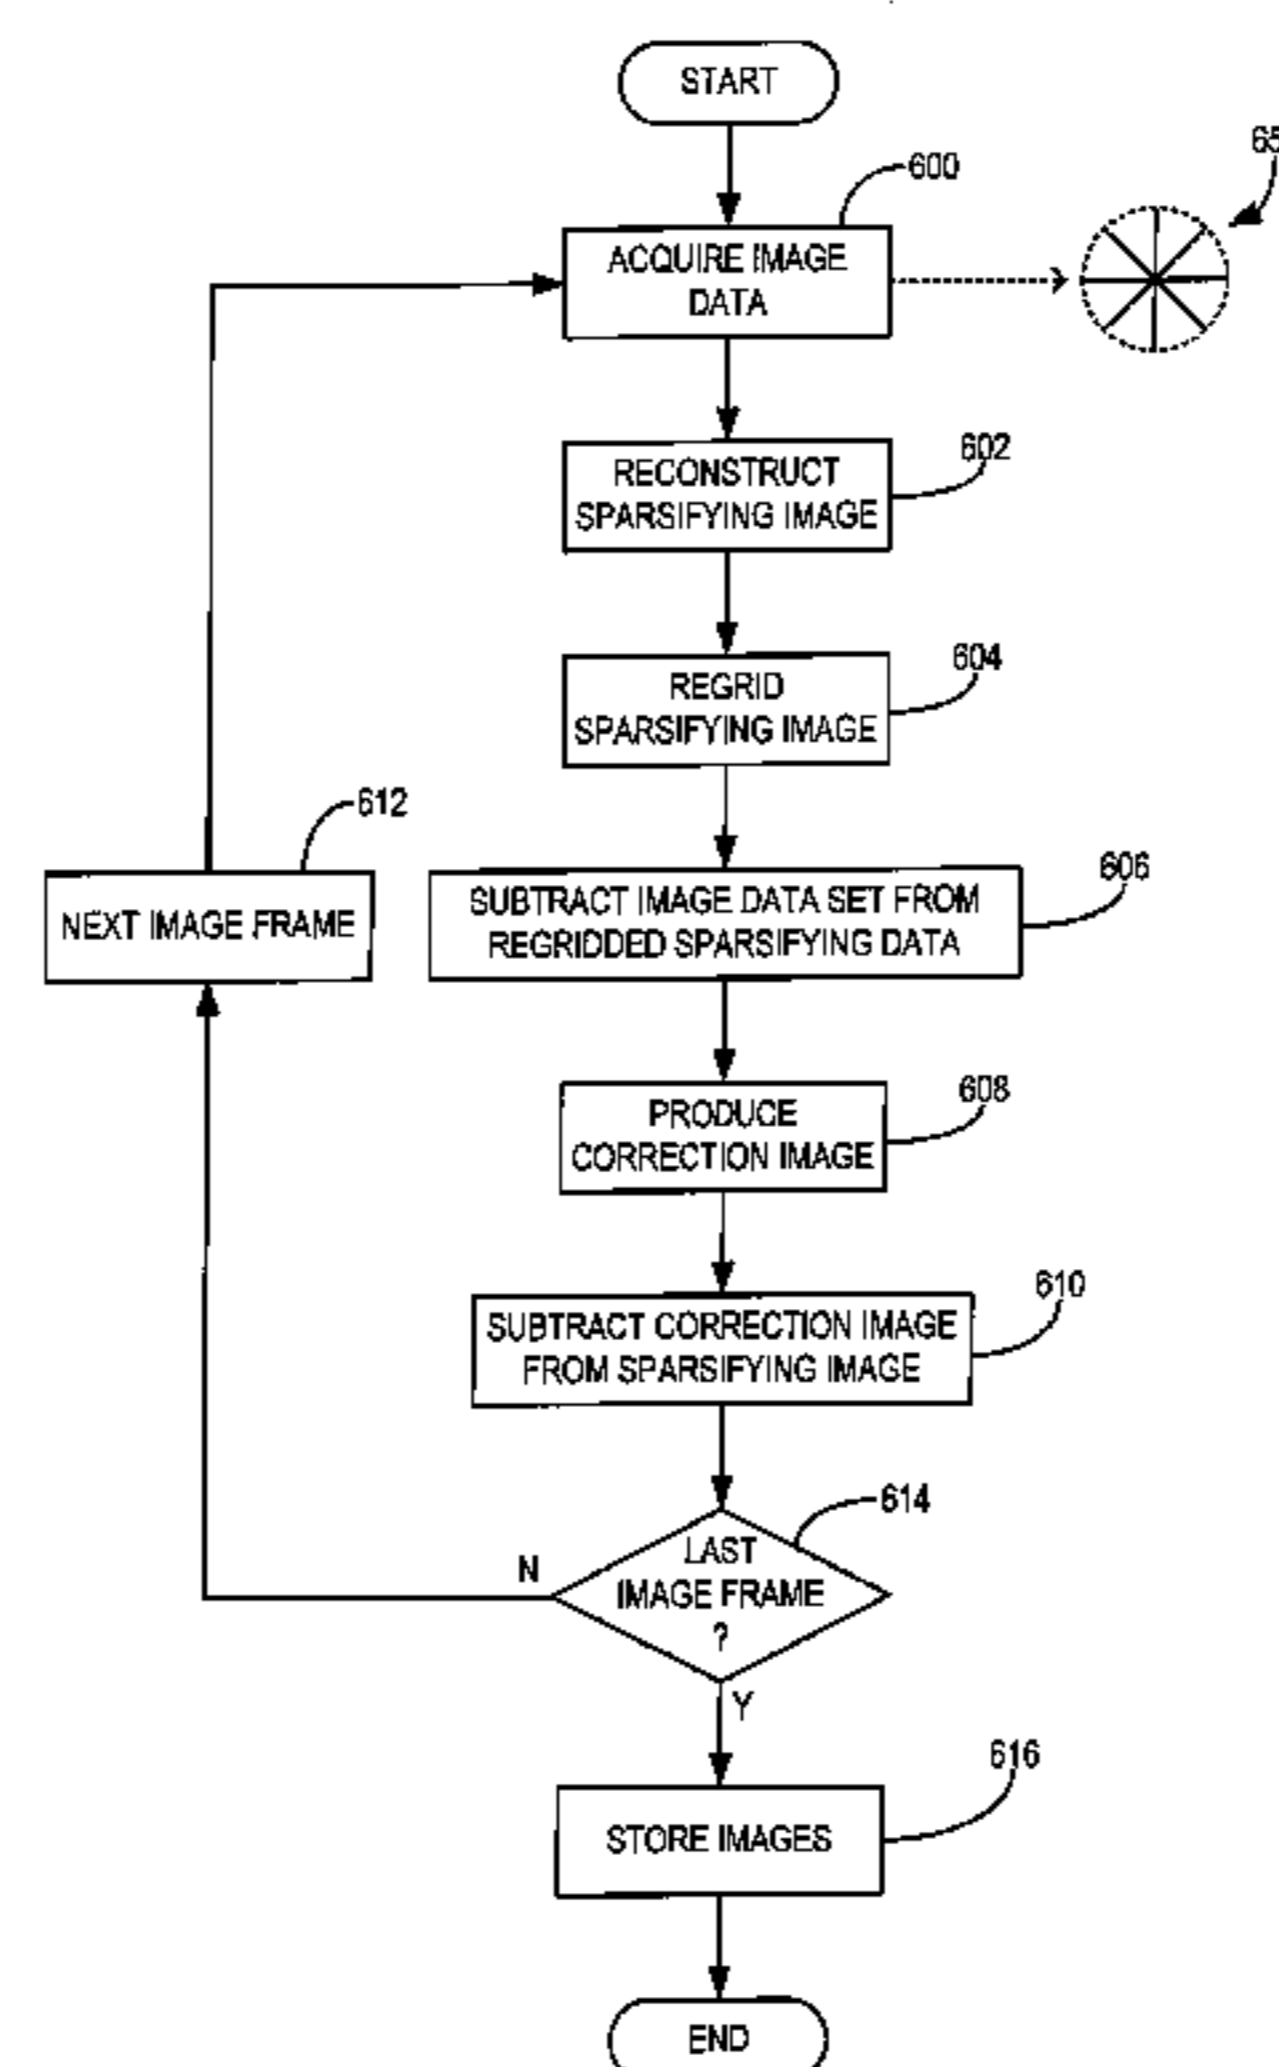 START
600
ACQUIRE IMAGE
DATA
602
RECONSTRUCT
SPARSIFYING IMAGE
604
REGRID
SPARSIFYING IMAGE
612
NEXT IMAGE FRAME
606
SUBTRACT IMAGE DATA SET FROM
REGRIDDED SPARSIFYING DATA
608
PRODUCE
CORRECTION IMAGE
610
SUBTRACT CORRECTION IMAGE
FROM SPARSIFYING IMAGE
614
LAST
IMAGE FRAME
?
N
Y
616
STORE IMAGES
END